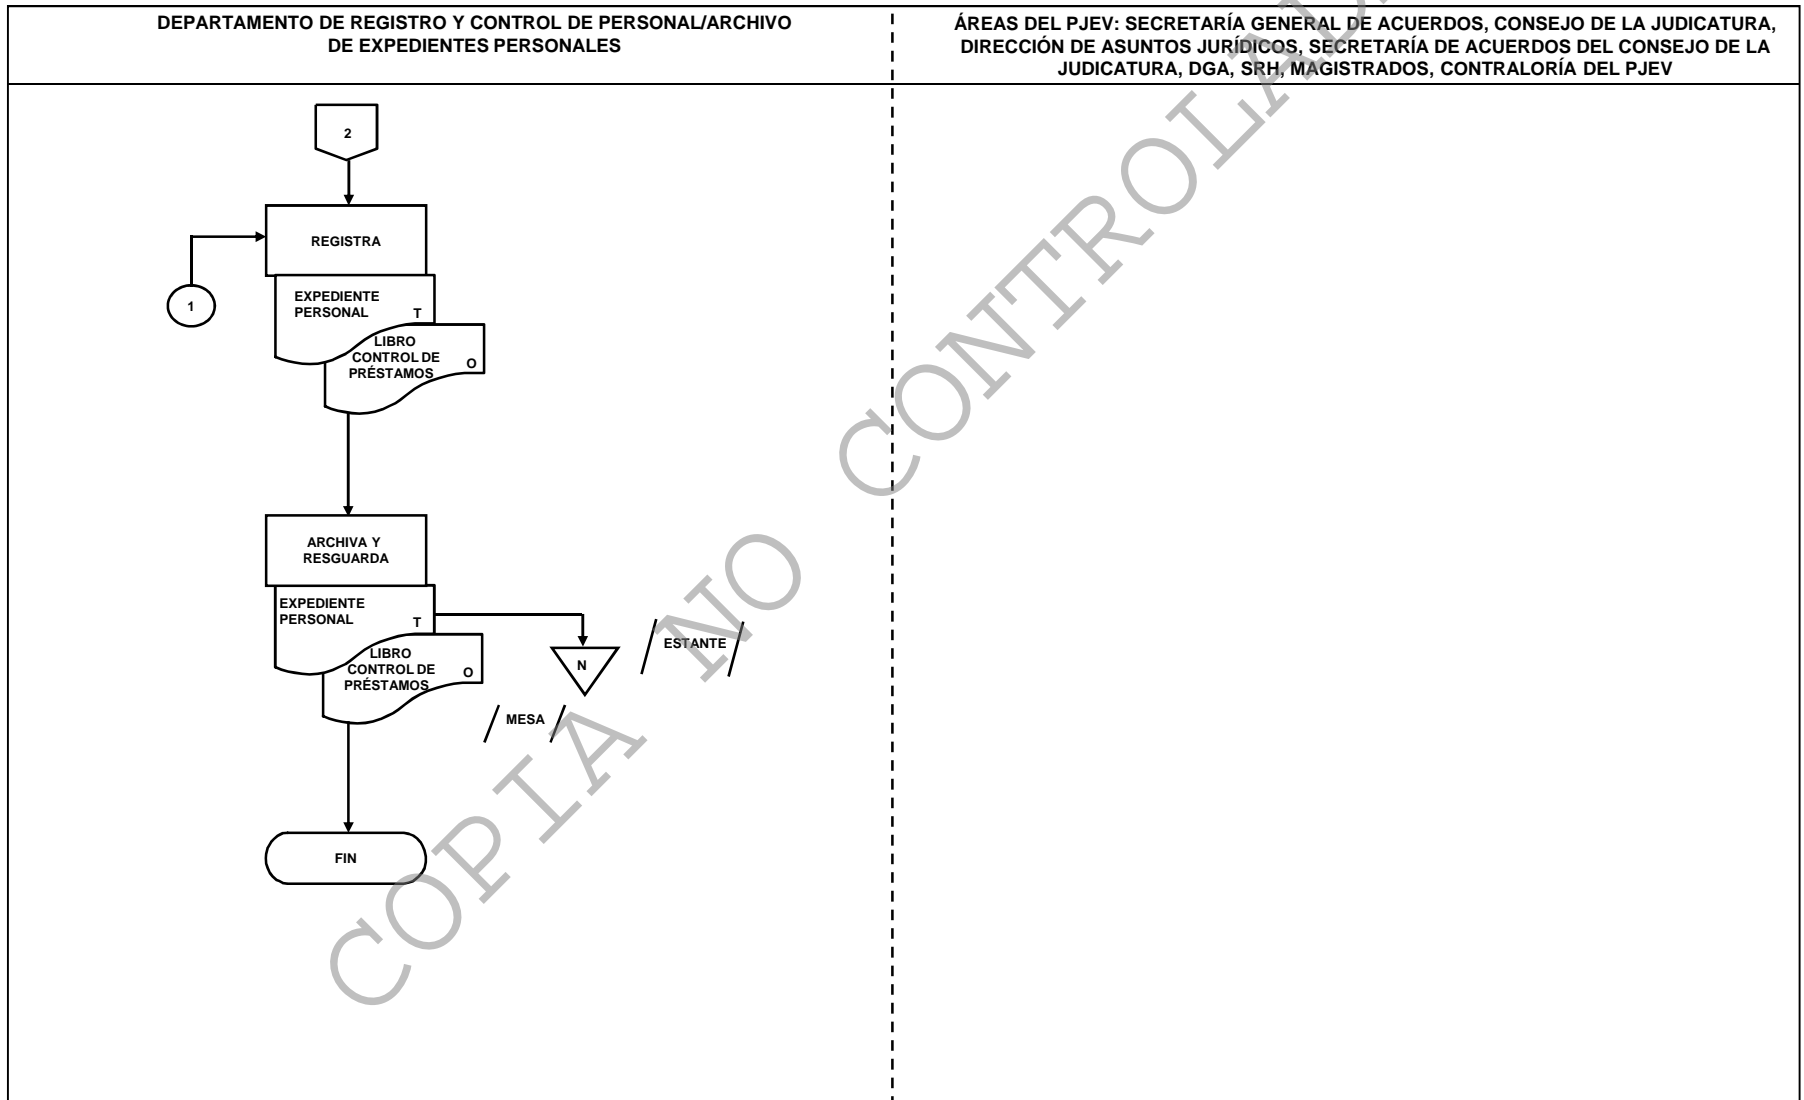 DEPARTAMENTO DE REGISTRO Y CONTROL DE PERSONAL/ARCHIVO
DE EXPEDIENTES PERSONALES
ÁREAS DEL PJEV: SECRETARÍA GENERAL DE ACUERDOS, CONSEJO DE LA JUDICATURA,
DIRECCIÓN DE ASUNTOS JURÍDICOS, SECRETARÍA DE ACUERDOS DEL CONSEJO DE LA
JUDICATURA, DGA, SRH, MAGISTRADOS, CONTRALORÍA DEL PJEV
2
REGISTRA
1
EXPEDIENTE
PERSONAL
T
LIBRO
CONTROL DE
PRÉSTAMOS
O
ARCHIVA Y
RESGUARDA
EXPEDIENTE
PERSONAL
T
LIBRO
CONTROL DE
PRÉSTAMOS
O
N
/ ESTANTE /
/ MESA /
FIN
COPIA NO CONTROLAD